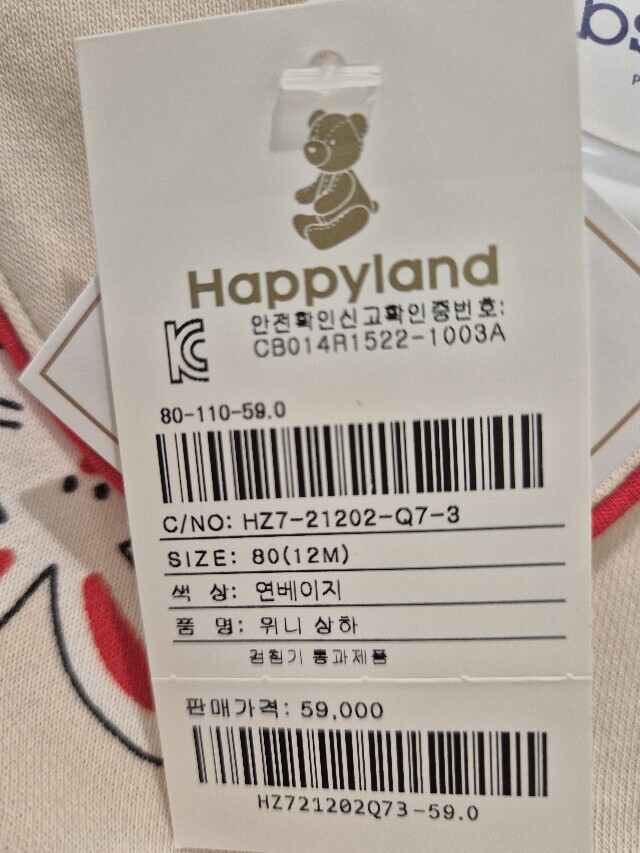 bs
P
Happyland
안전확인신고확인증번호:
CB014R1522-1003A
80-110-59.0
C/NO: HZ7-21202-Q7-3
SIZE: 80(12M)
색 상: 연베이지
품 명: 위니 상하
검침기 통과제품
판매가격: 59,000
HZ721202Q73-59.0